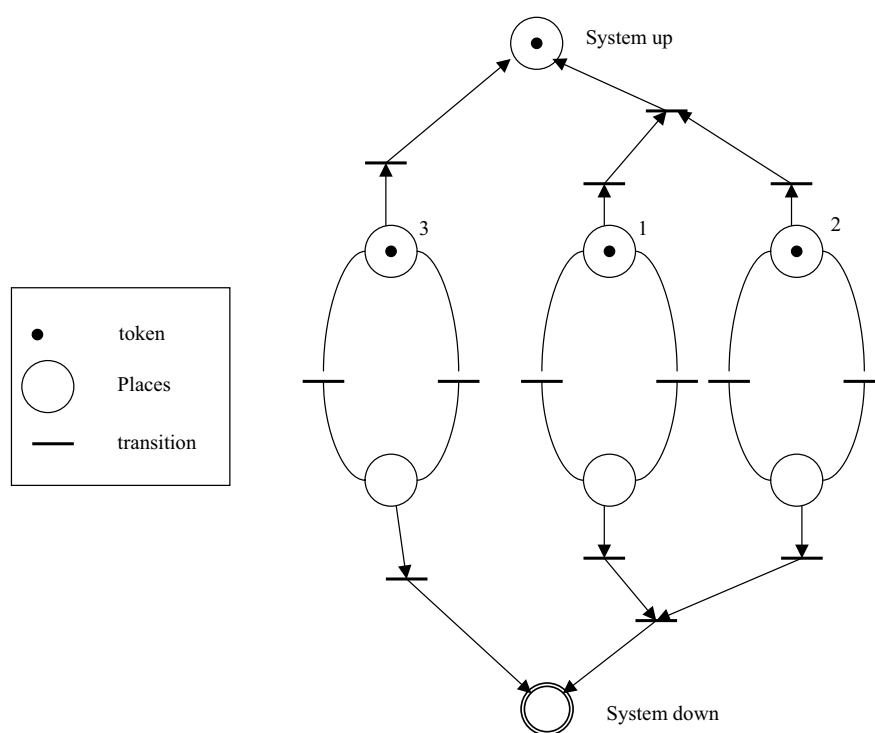 System up
3
1
2
token
Places
transition
System down